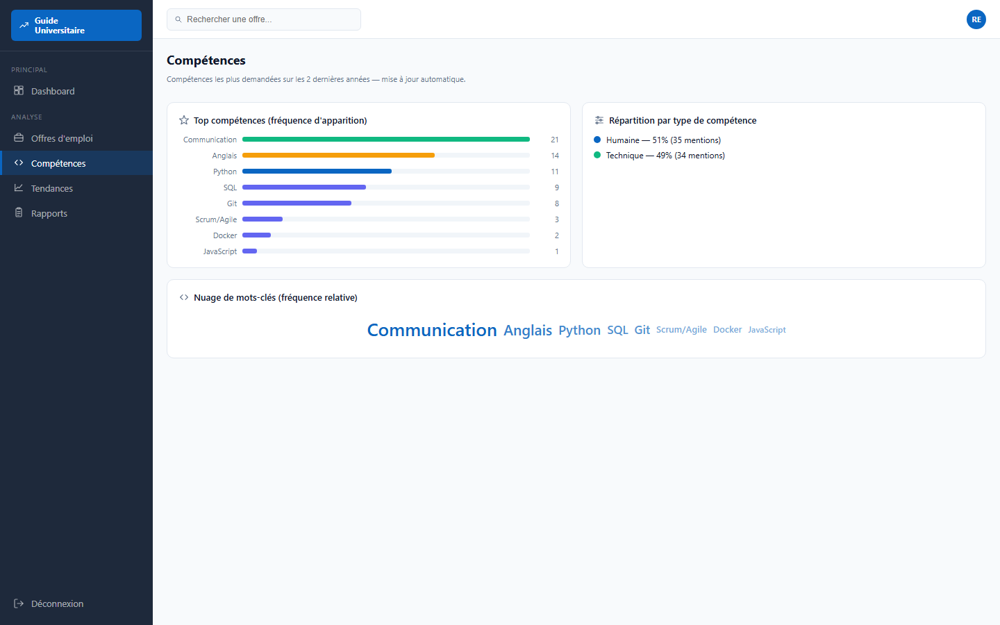 Guide
Universitaire
PRINCIPAL
Dashboard
ANALYSE
Offres d'emploi
Compétences
Tendances
Rapports
Déconnexion
Rechercher une offre...
RE
Compétences
Compétences les plus demandées sur les 2 dernières années — mise à jour automatique.
Top compétences (fréquence d'apparition)
Communication 21
Anglais 14
Python 11
SQL 9
Git 8
Scrum/Agile 3
Docker 2
JavaScript 1
Répartition par type de compétence
Humaine — 51% (35 mentions)
Technique — 49% (34 mentions)
Nuage de mots-clés (fréquence relative)
Communication Anglais Python SQL Git Scrum/Agile Docker JavaScript